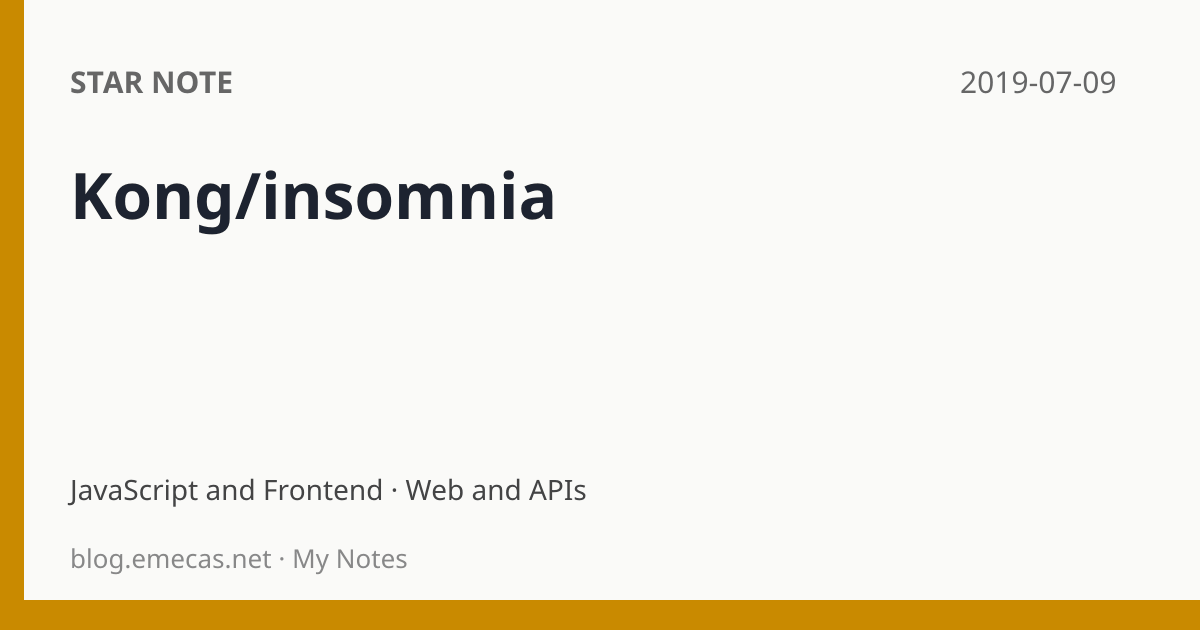 STAR NOTE 2019-07-09
Kong/insomnia
JavaScript and Frontend · Web and APIs
blog.emecas.net · My Notes